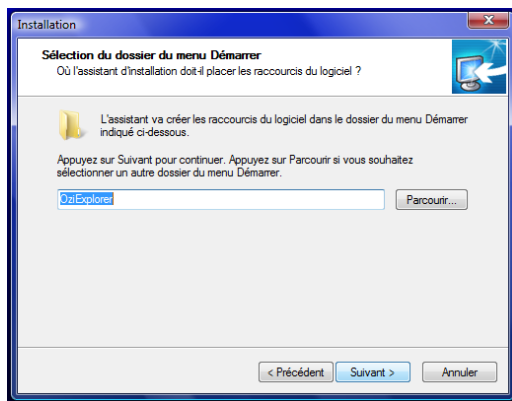 Installation
Sélection du dossier du menu Démarrer
Où l'assistant d'installation doit-il placer les raccourcis du logiciel ?
L'assistant va créer les raccourcis du logiciel dans le dossier du menu Démarrer
indiqué ci-dessous.
Appuyez sur Suivant pour continuer. Appuyez sur Parcourir si vous souhaitez
sélectionner un autre dossier du menu Démarrer.
OziExplorer
Parcourir...
< Précédent
Suivant >
Annuler